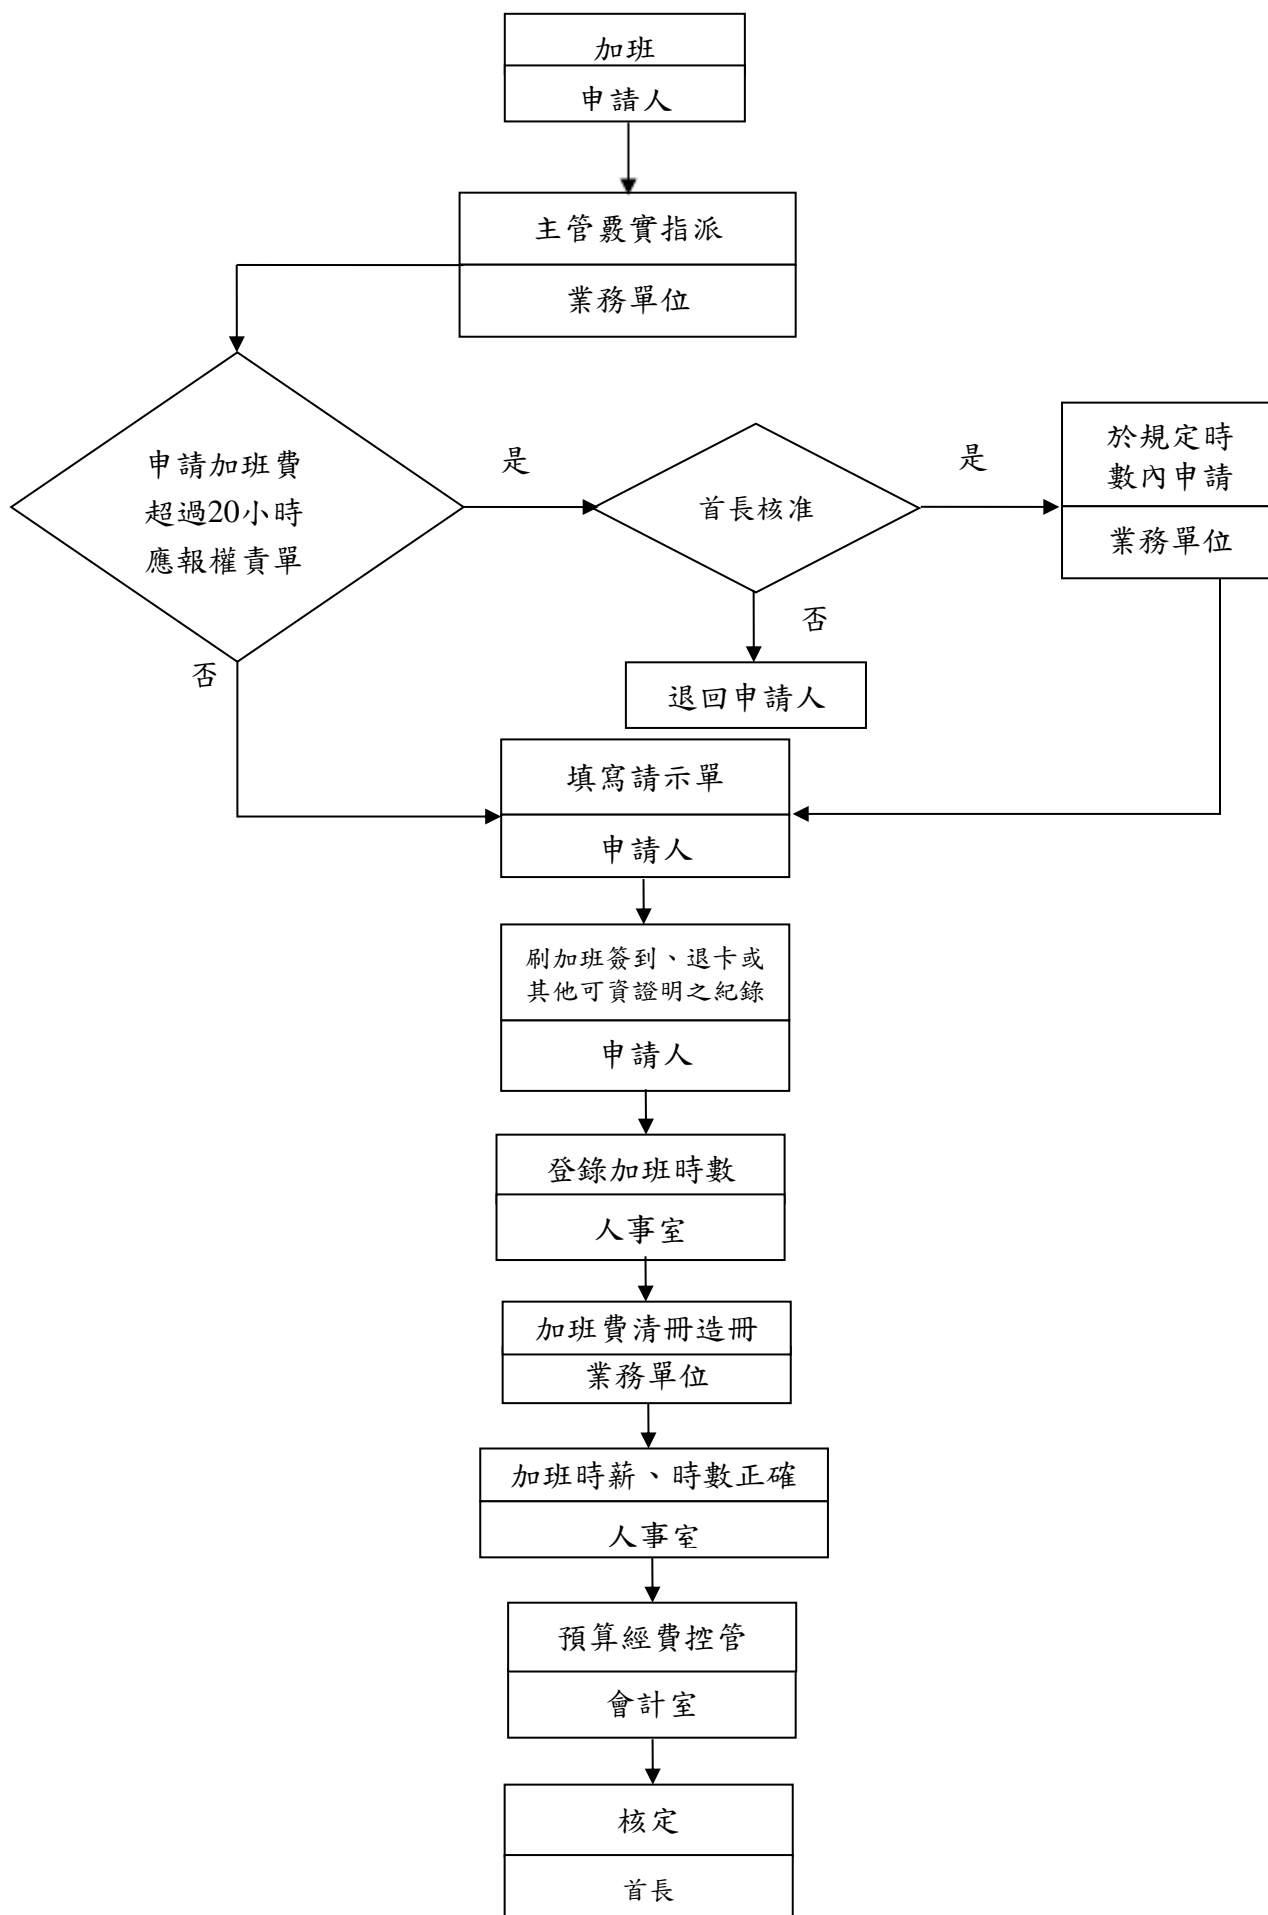 加班
申請人
主管覈實指派
業務單位
申請加班費
超過20小時
應報權責單
是
首長核准
是
於規定時
數內申請
業務單位
否
退回申請人
否
填寫請示單
申請人
刷加班簽到、退卡或
其他可資證明之紀錄
申請人
登錄加班時數
人事室
加班費清冊造冊
業務單位
加班時薪、時數正確
人事室
預算經費控管
會計室
核定
首長